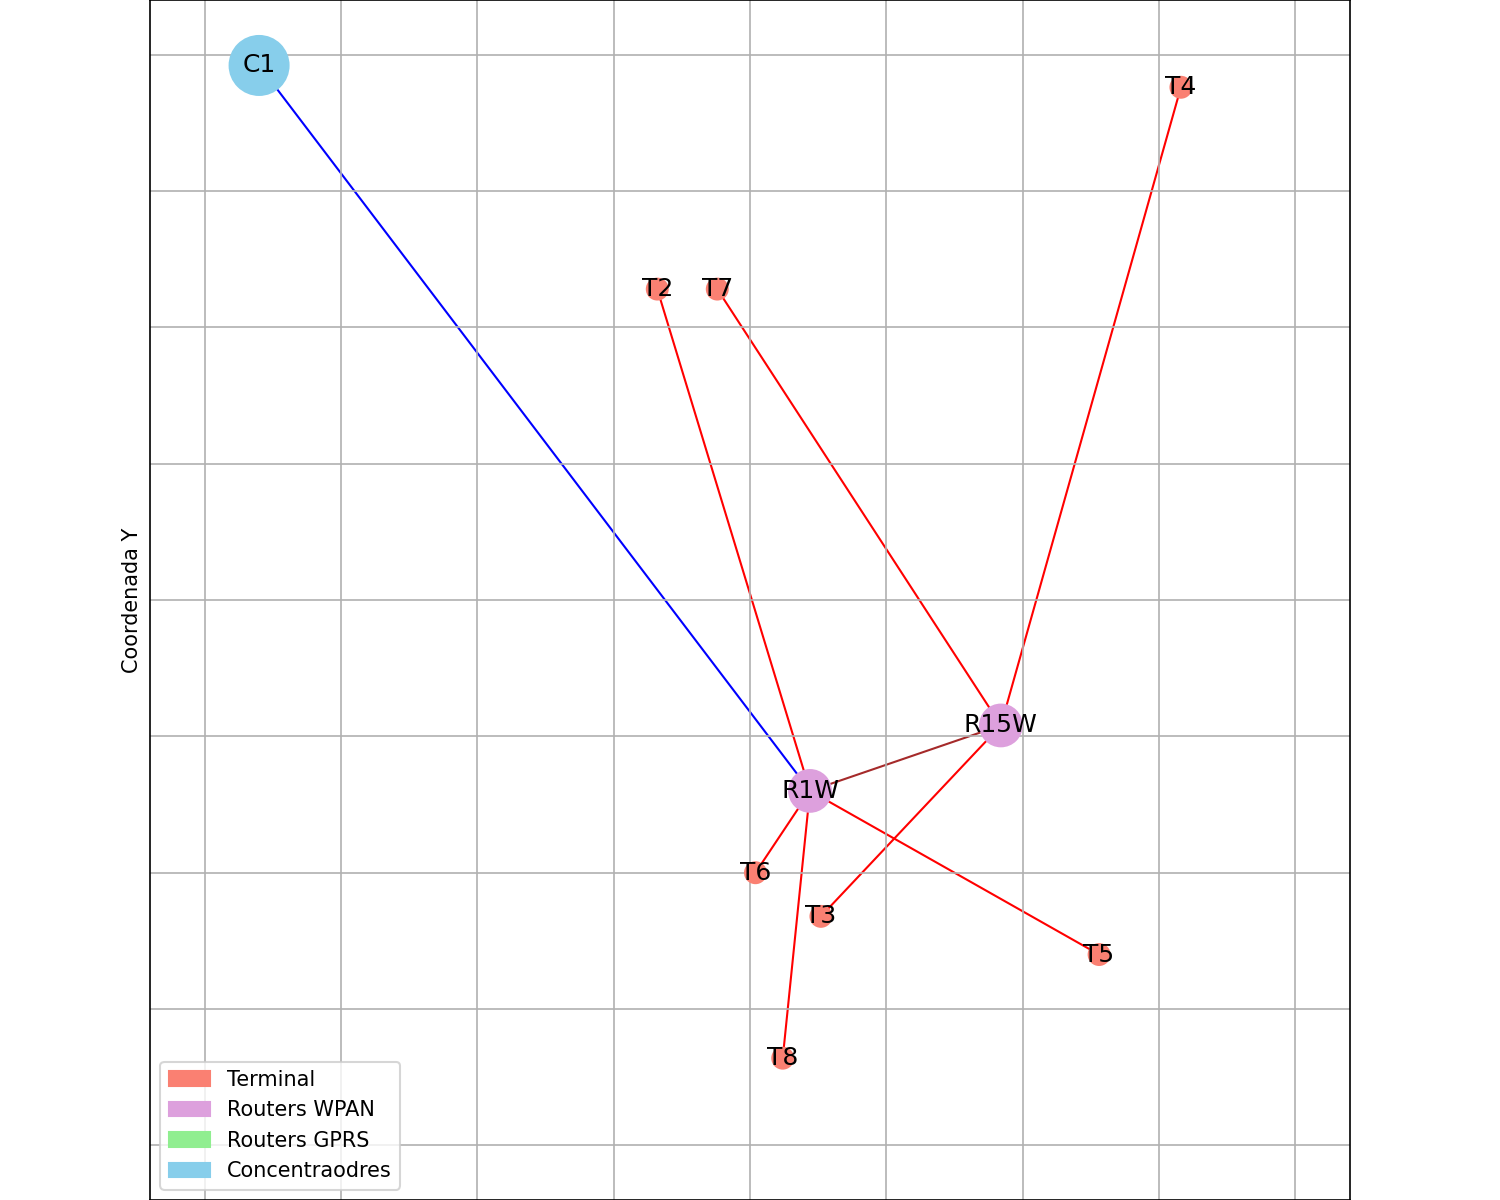 C1
T4
T2 T7
Coordenada Y
R15W
R1W
T6
T3
T5
T8
Terminal
Routers WPAN
Routers GPRS
Concentraodres